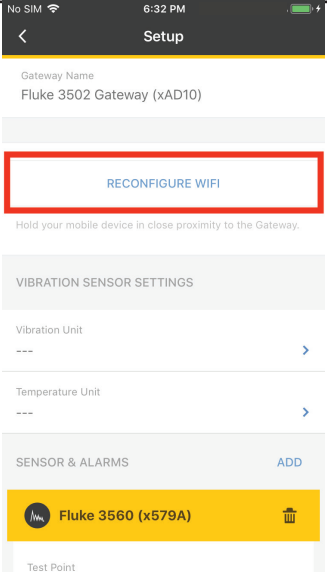 No SIM 6:32 PM
Setup
Gateway Name
Fluke 3502 Gateway (xAD10)
RECONFIGURE WIFI
Hold your mobile device in close proximity to the Gateway.
VIBRATION SENSOR SETTINGS
Vibration Unit
---
Temperature Unit
---
SENSOR & ALARMS ADD
Fluke 3560 (x579A)
Test Point